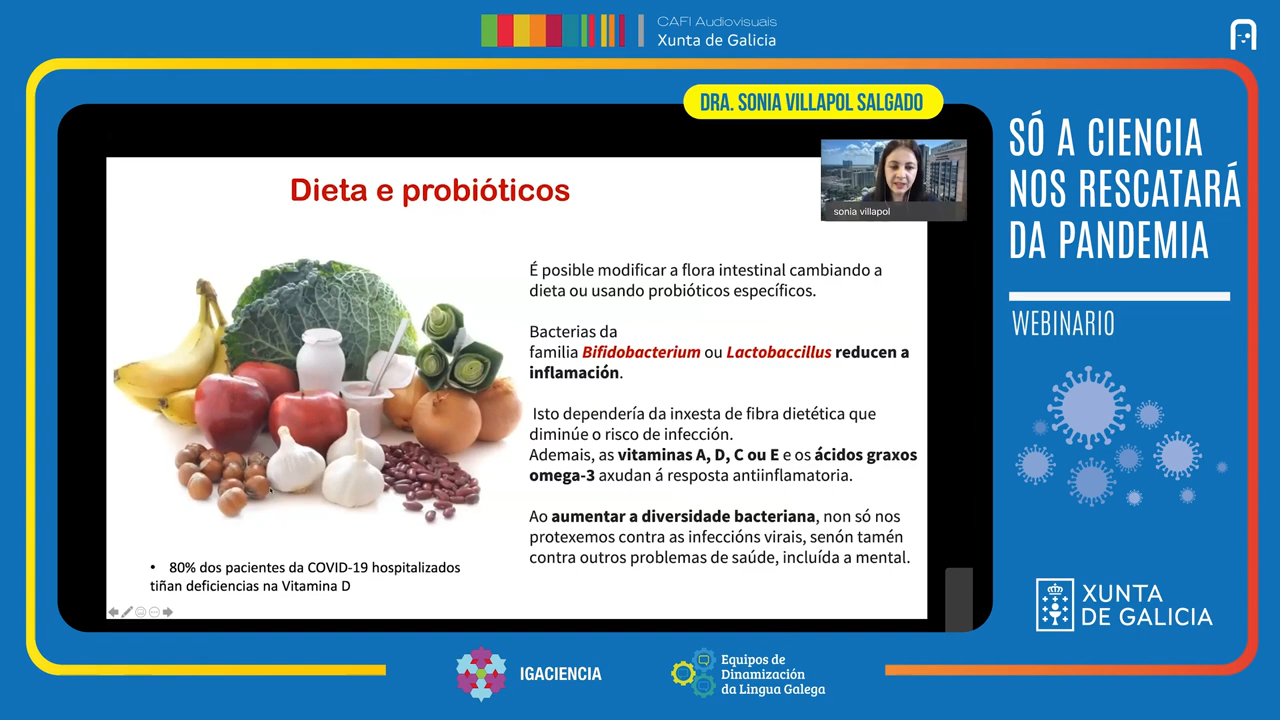 CAFI Audiovisuais
Xunta de Galicia
DRA. SONIA VILLAPOL SALGADO
sonia villapol
Dieta e probióticos
É posible modificar a flora intestinal cambiando a
dieta ou usando probióticos específicos.
Bacterias da
familia Bifidobacterium ou Lactobaccillus reducen a
inflamación.
Isto dependería da inxesta de fibra dietética que
diminúe o risco de infección.
Ademais, as vitaminas A, D, C ou E e os ácidos graxos
omega-3 axudan á resposta antiinflamatoria.
Ao aumentar a diversidade bacteriana, non só nos
protexemos contra as infeccións virais, senón tamén
contra outros problemas de saúde, incluída a mental.
• 80% dos pacientes da COVID-19 hospitalizados
tiñan deficiencias na Vitamina D
SÓ A CIENCIA
NOS RESCATARÁ
DA PANDEMIA
WEBINARIO
XUNTA
DE GALICIA
IGACIENCIA
Equipos de
Dinamización
da Lingua Galega